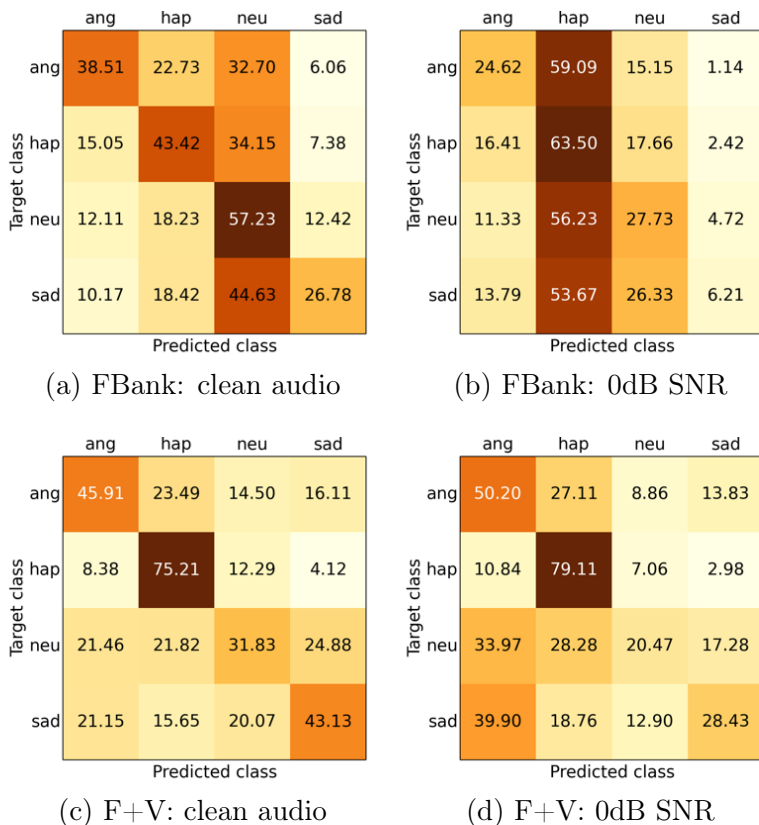 ang hap neu sad
ang 38.51 22.73 32.70 6.06
hap 15.05 43.42 34.15 7.38
neu 12.11 18.23 57.23 12.42
sad 10.17 18.42 44.63 26.78
Target class
Predicted class
(a) FBank: clean audio
ang hap neu sad
ang 24.62 59.09 15.15 1.14
hap 16.41 63.50 17.66 2.42
neu 11.33 56.23 27.73 4.72
sad 13.79 53.67 26.33 6.21
Target class
Predicted class
(b) FBank: 0dB SNR
ang hap neu sad
ang 45.91 23.49 14.50 16.11
hap 8.38 75.21 12.29 4.12
neu 21.46 21.82 31.83 24.88
sad 21.15 15.65 20.07 43.13
Target class
Predicted class
(c) F+V: clean audio
ang hap neu sad
ang 50.20 27.11 8.86 13.83
hap 10.84 79.11 7.06 2.98
neu 33.97 28.28 20.47 17.28
sad 39.90 18.76 12.90 28.43
Target class
Predicted class
(d) F+V: 0dB SNR